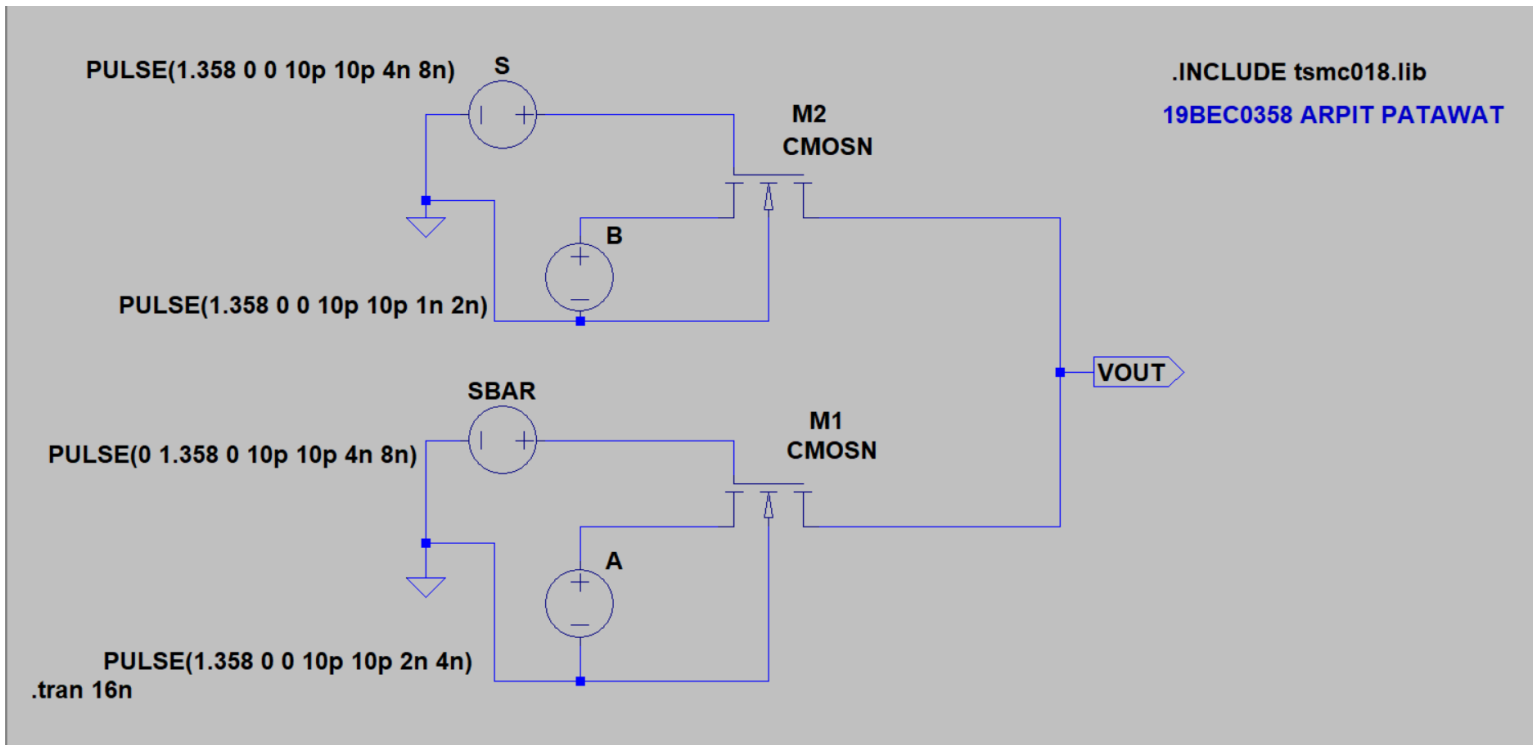 PULSE(1.358 0 0 10p 10p 4n 8n)
S
.INCLUDE tsmc018.lib
19BEC0358 ARPIT PATAWAT
M2
CMOSN
B
PULSE(1.358 0 0 10p 10p 1n 2n)
VOUT
SBAR
M1
CMOSN
PULSE(0 1.358 0 10p 10p 4n 8n)
A
PULSE(1.358 0 0 10p 10p 2n 4n)
.tran 16n